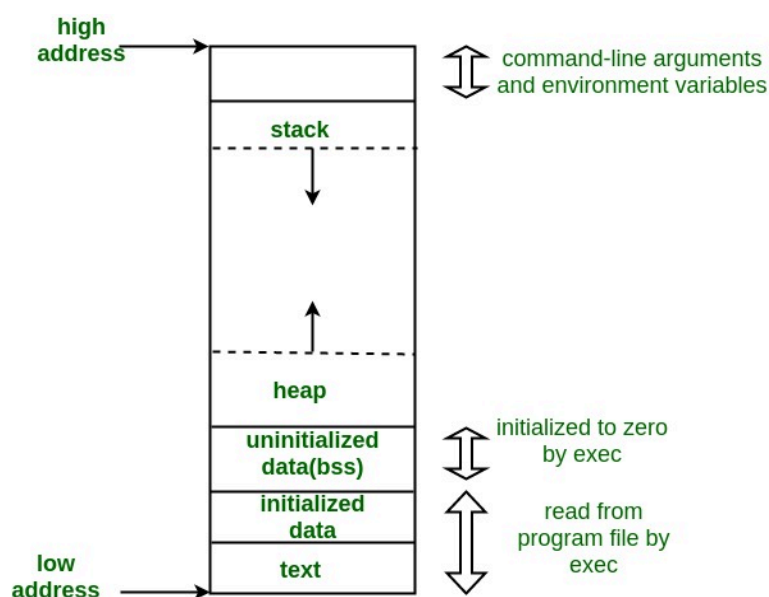 high
address
command-line arguments
and environment variables
stack
heap
uninitialized
data(bss)
initialized to zero
by exec
initialized
data
read from
program file by
exec
text
low
address